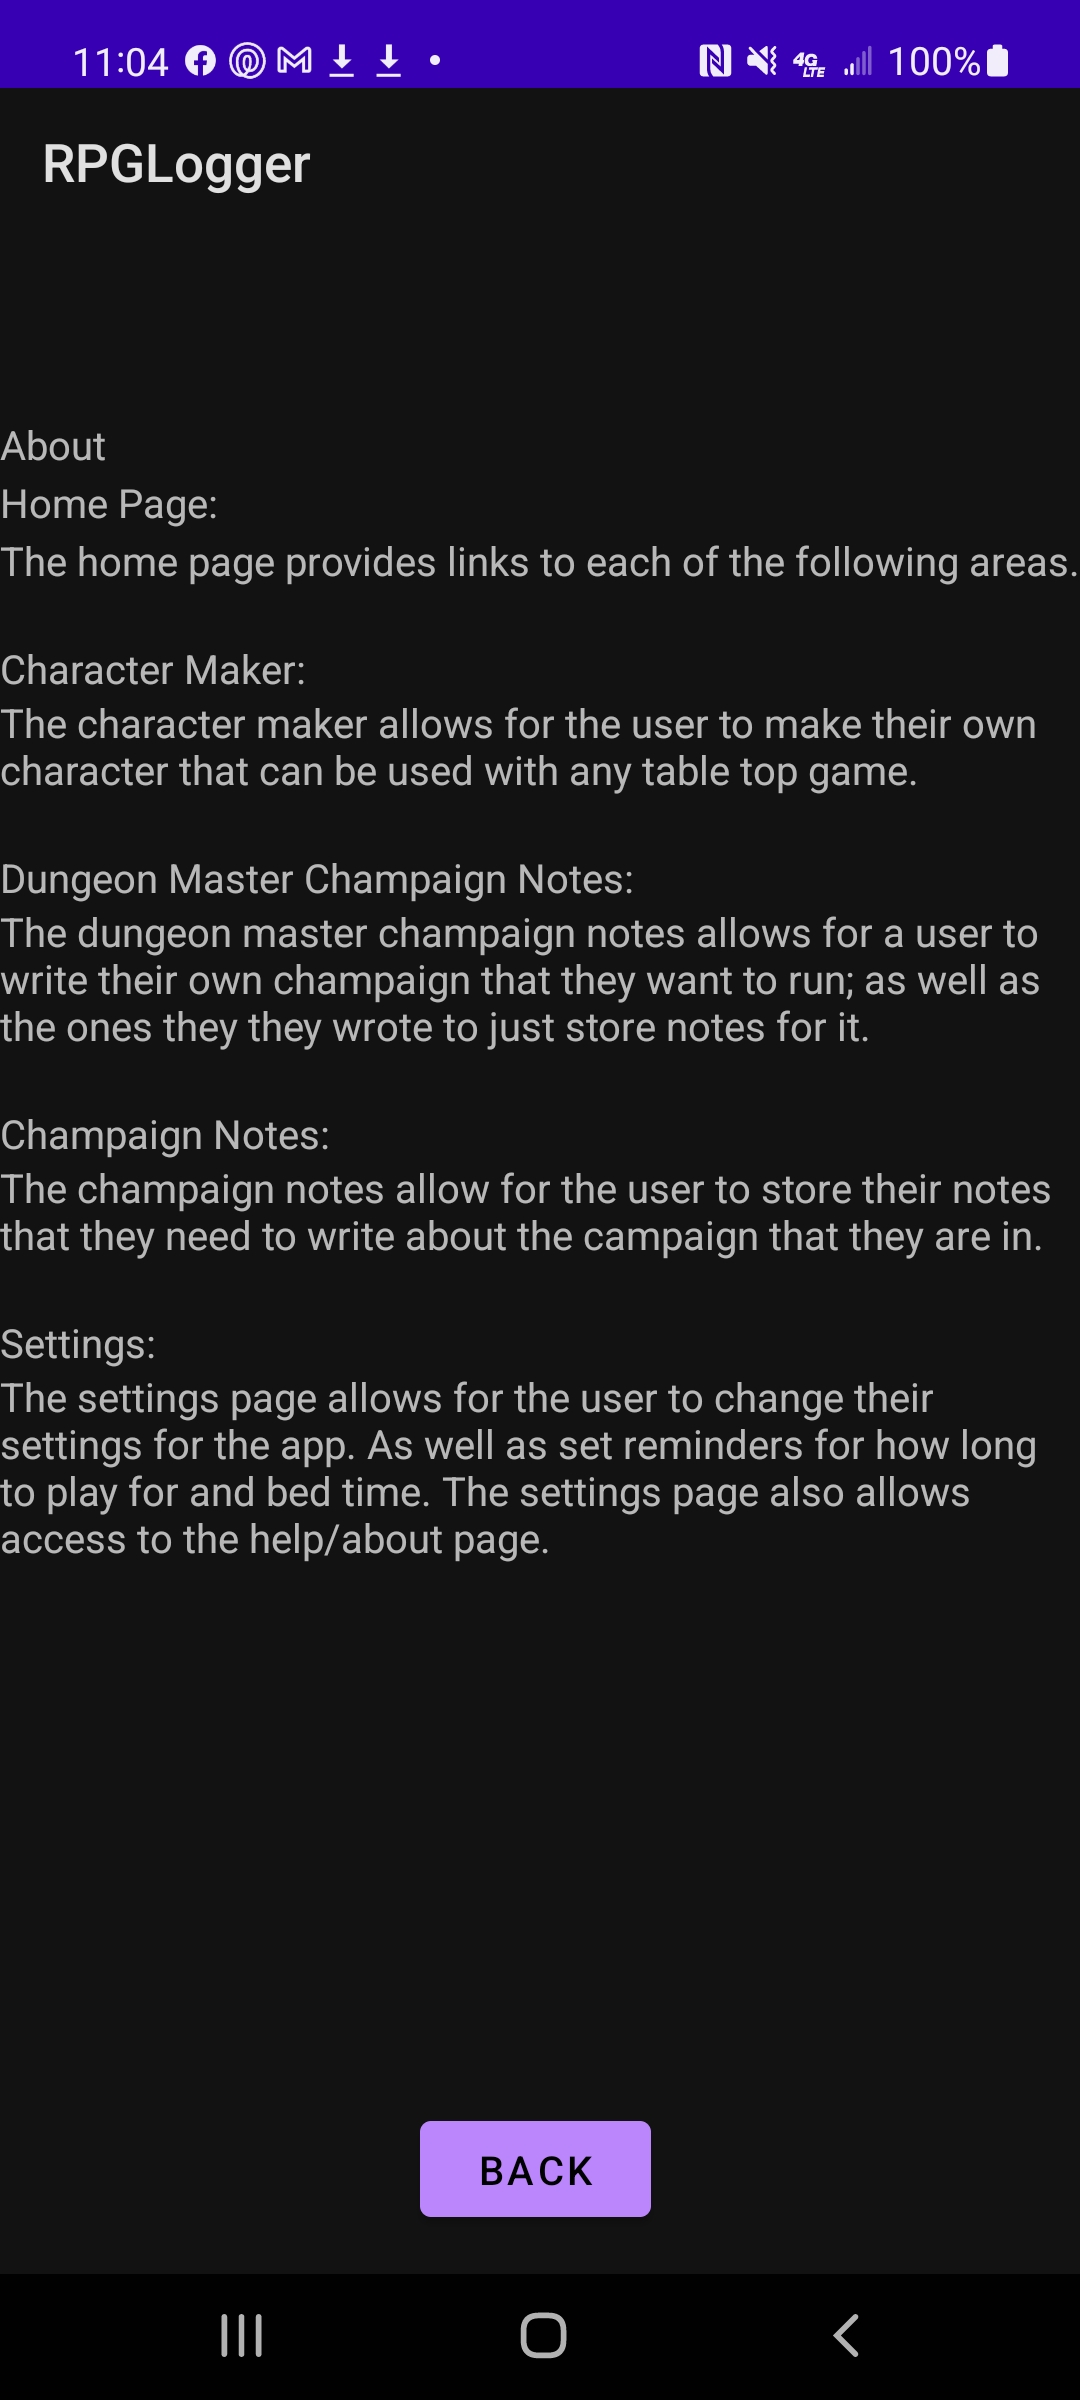 11:04
4G LTE
100%
RPGLogger
About
Home Page:
The home page provides links to each of the following areas.
Character Maker:
The character maker allows for the user to make their own
character that can be used with any table top game.
Dungeon Master Champaign Notes:
The dungeon master champaign notes allows for a user to
write their own champaign that they want to run; as well as
the ones they they wrote to just store notes for it.
Champaign Notes:
The champaign notes allow for the user to store their notes
that they need to write about the campaign that they are in.
Settings:
The settings page allows for the user to change their
settings for the app. As well as set reminders for how long
to play for and bed time. The settings page also allows
access to the help/about page.
BACK